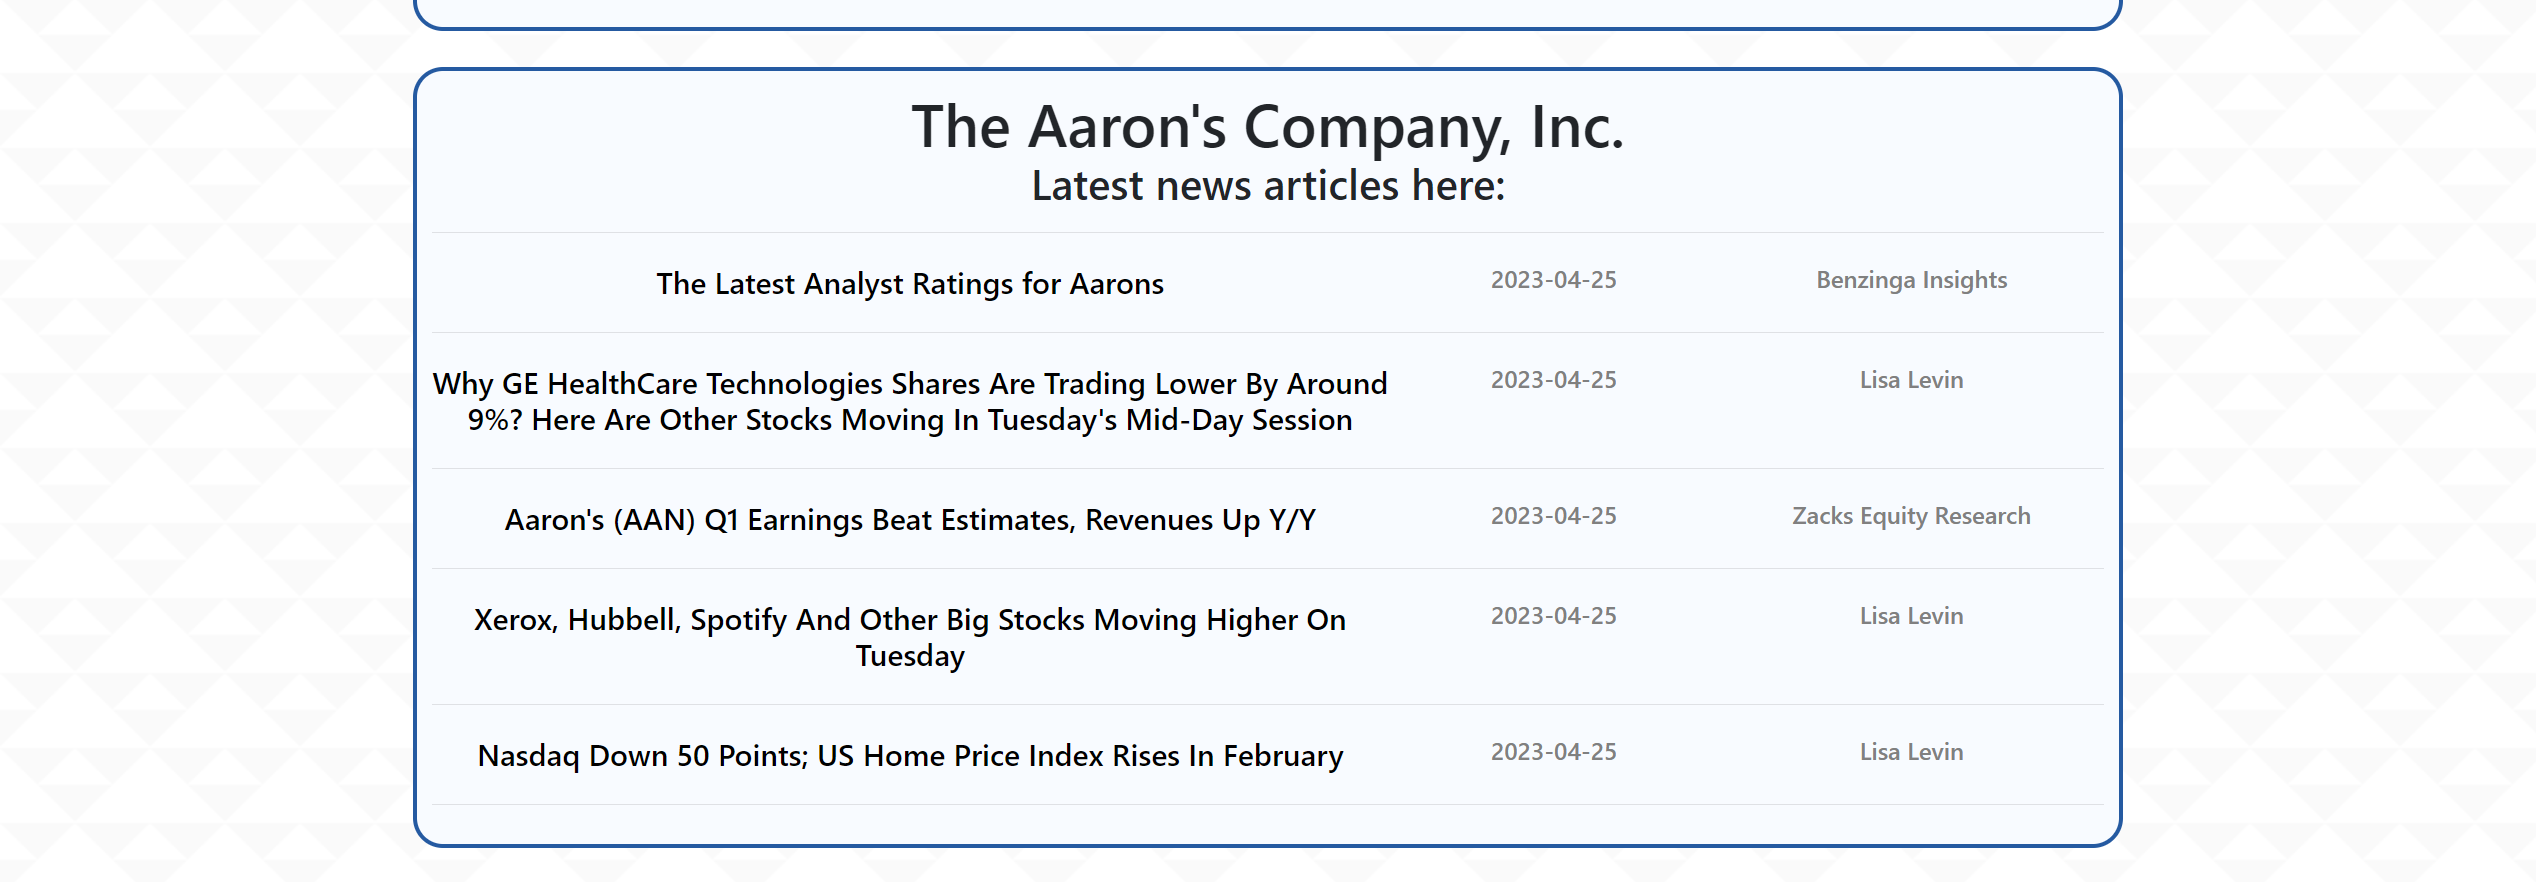 The Aaron's Company, Inc.
Latest news articles here:
The Latest Analyst Ratings for Aarons 2023-04-25 Benzinga Insights
Why GE HealthCare Technologies Shares Are Trading Lower By Around 2023-04-25 Lisa Levin
9%? Here Are Other Stocks Moving In Tuesday's Mid-Day Session
Aaron's (AAN) Q1 Earnings Beat Estimates, Revenues Up Y/Y 2023-04-25 Zacks Equity Research
Xerox, Hubbell, Spotify And Other Big Stocks Moving Higher On 2023-04-25 Lisa Levin
Tuesday
Nasdaq Down 50 Points; US Home Price Index Rises In February 2023-04-25 Lisa Levin